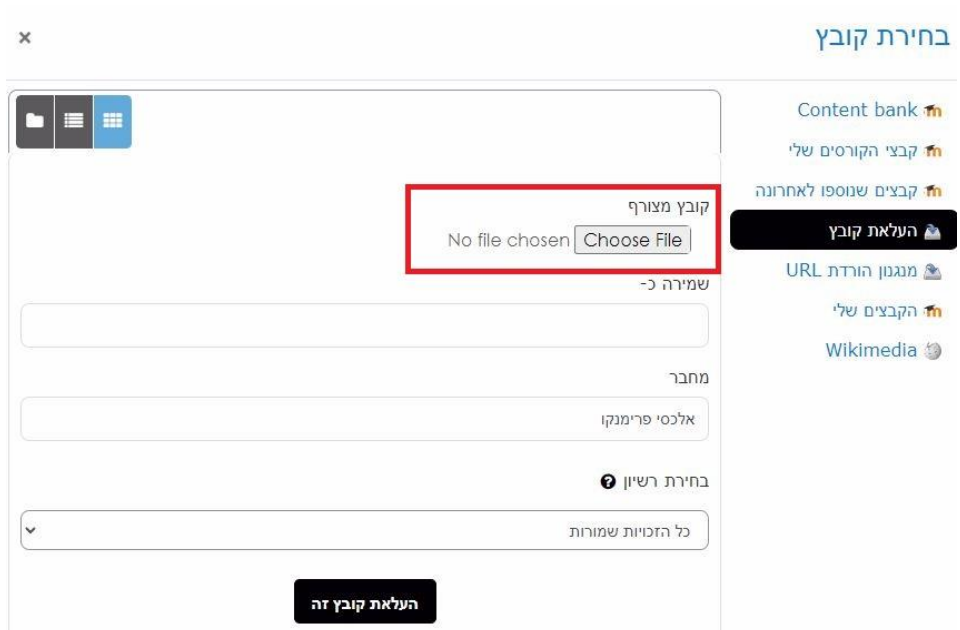 בחירת קובץ
×
Content bank
קבצי הקורסים שלי
קבצים שנוספו לאחרונה
העלאת קובץ
מנגנון הורדת URL
הקבצים שלי
Wikimedia
קובץ מצורף
Choose File No file chosen
שמירה כ-
מחבר
אלכסי פרימנקו
בחירת רשיון ?
כל הזכויות שמורות
העלאת קובץ זה